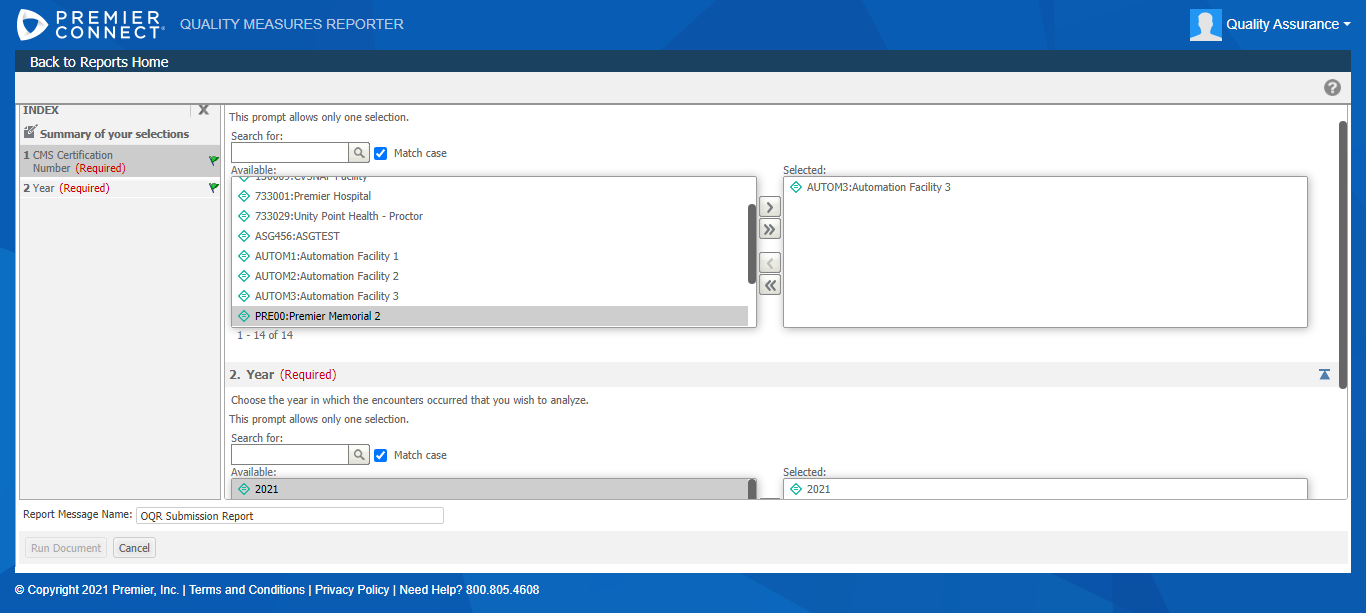 PREMIER CONNECT QUALITY MEASURES REPORTER
Quality Assurance
Back to Reports Home
INDEX
Summary of your selections
1 CMS Certification
Number (Required)
2 Year (Required)
This prompt allows only one selection.
Search for:
Match case
Available:
733001:Premier Hospital
733029:Unity Point Health - Proctor
ASG456:ASGTEST
AUTOM1:Automation Facility 1
AUTOM2:Automation Facility 2
AUTOM3:Automation Facility 3
PRE00:Premier Memorial 2
1 - 14 of 14
Selected:
AUTOM3:Automation Facility 3
2. Year (Required)
Choose the year in which the encounters occurred that you wish to analyze.
This prompt allows only one selection.
Search for:
Match case
Available:
2021
Selected:
2021
Report Message Name: OQR Submission Report
Run Document Cancel
© Copyright 2021 Premier, Inc. | Terms and Conditions | Privacy Policy | Need Help? 800.805.4608